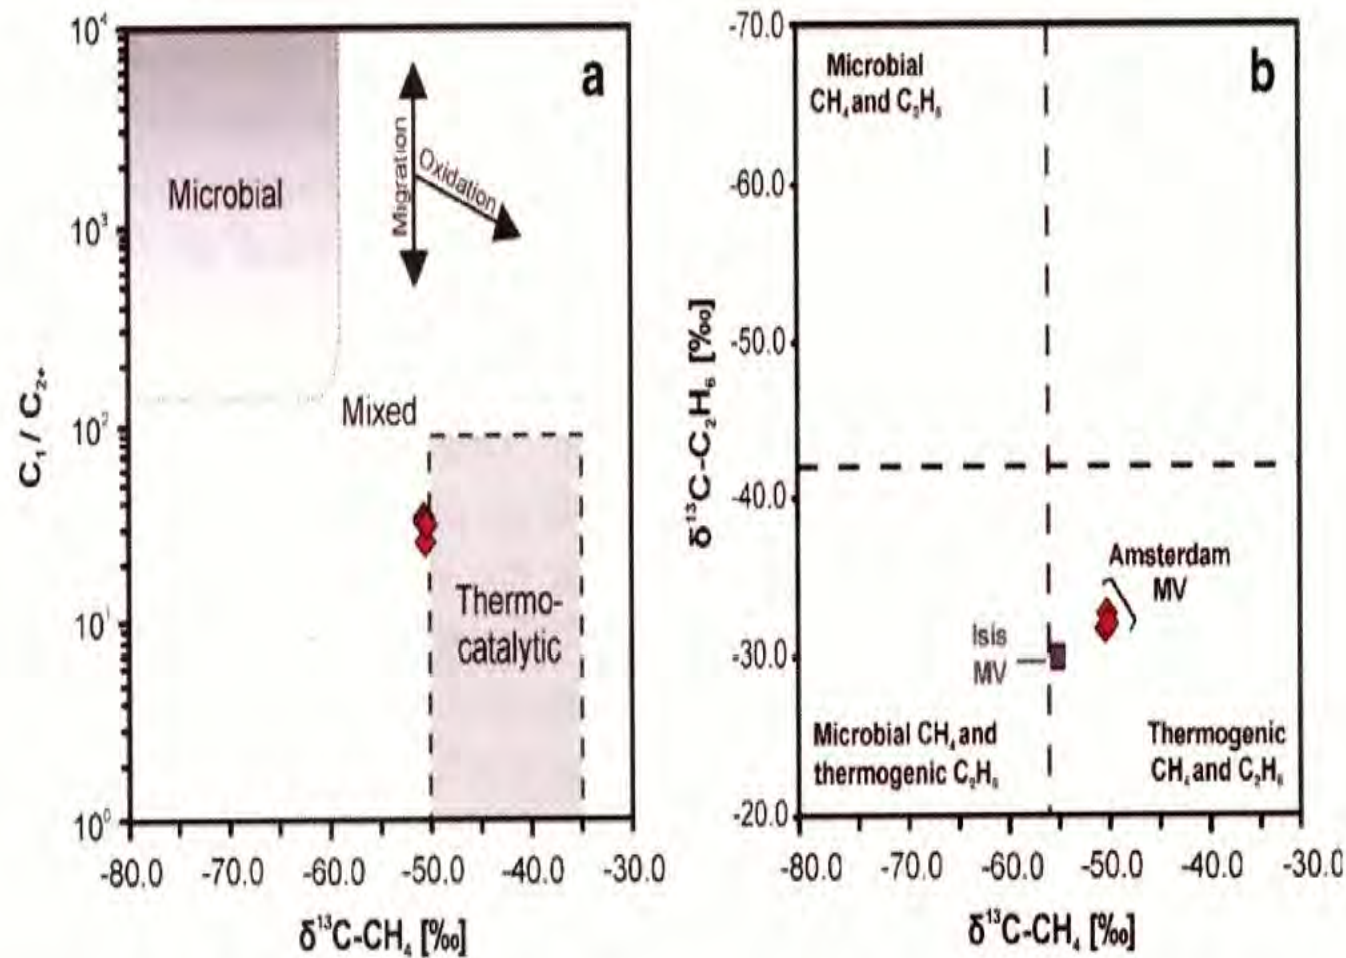 a
10⁴
10³
10²
10¹
10⁰
C₁ / C₂₊
Microbial
Migration
Oxidation
Mixed
Thermo-
catalytic
-80.0 -70.0 -60.0 -50.0 -40.0 -30.0
δ¹³C-CH₄ [‰]
b
-70.0
-60.0
-50.0
-40.0
-30.0
-20.0
δ¹³C-C₂H₆ [‰]
Microbial
CH₄ and C₂H₆
Amsterdam
MV
Isis
MV
Microbial CH₄ and
thermogenic C₂H₆
Thermogenic
CH₄ and C₂H₆
-80.0 -70.0 -60.0 -50.0 -40.0 -30.0
δ¹³C-CH₄ [‰]